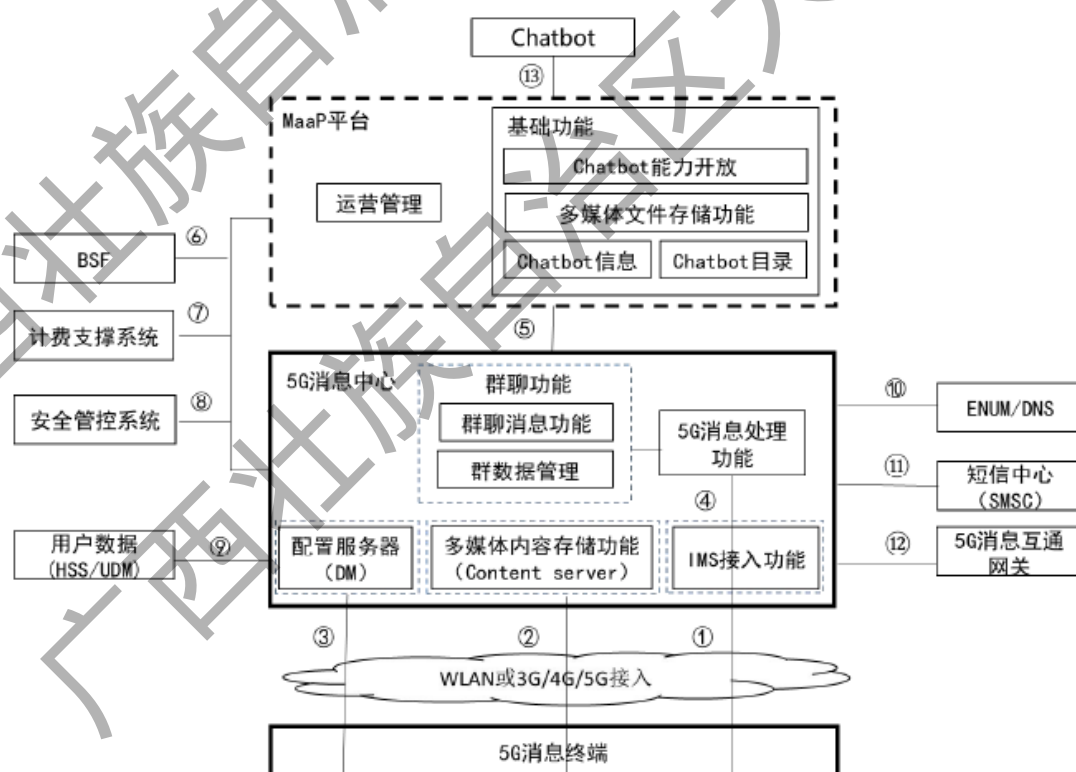 Chatbot
⑬
MaaP平台
基础功能
Chatbot能力开放
运营管理
多媒体文件存储功能
Chatbot信息
Chatbot目录
⑥
BSF
⑦
计费支撑系统
⑤
⑧
安全管控系统
5G消息中心
群聊功能
群聊消息功能
群数据管理
5G消息处理
功能
④
⑩
ENUM/DNS
⑪
短信中心
(SMSC)
用户数据
(HSS/UDM)
⑨
配置服务器
(DM)
多媒体内容存储功能
(Content server)
IMS接入功能
⑫
5G消息互通
网关
③
②
①
WLAN或3G/4G/5G接入
5G消息终端
广西壮族自治区